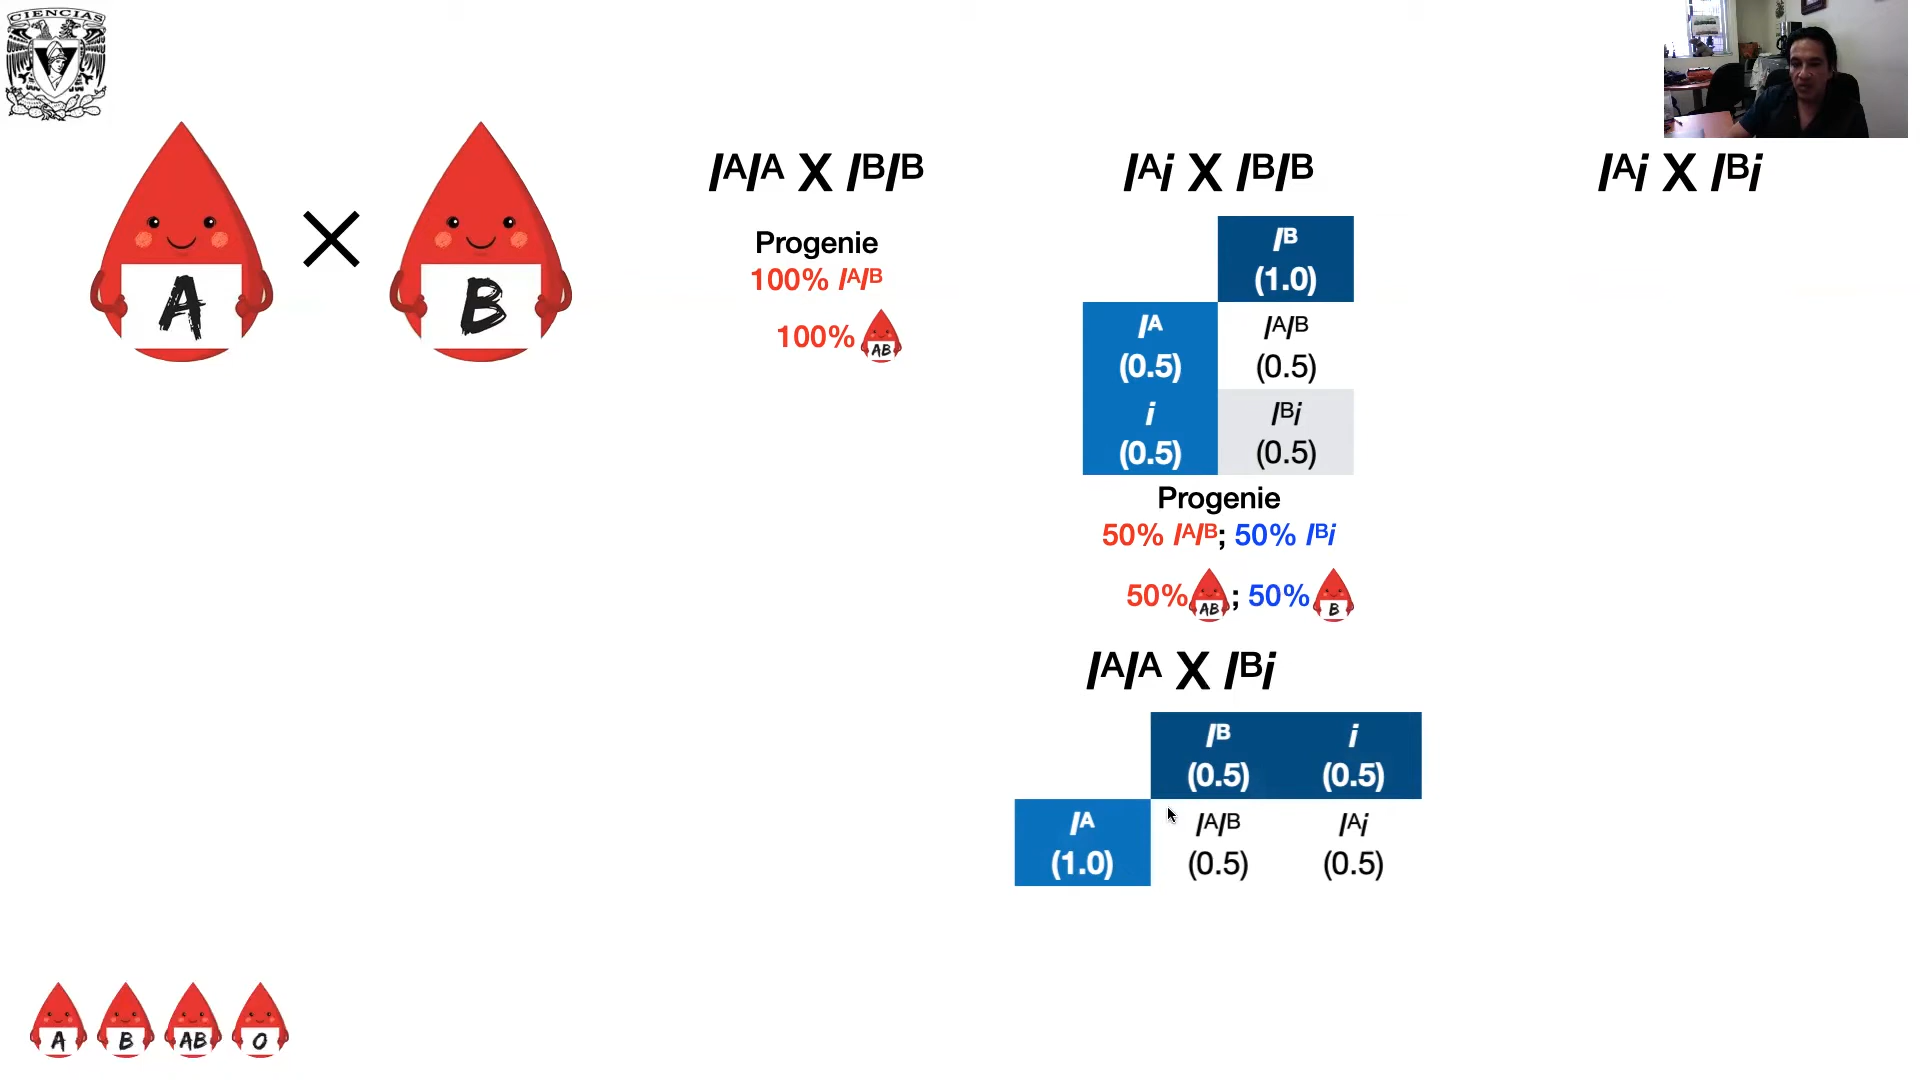 CIENCIAS
A
×
B
IᴬIᴬ X IᴮIᴮ
Progenie
100% IᴬIᴮ
100% AB
Iᴬi X IᴮIᴮ
Iᴮ
(1.0)
Iᴬ IᴬIᴮ
(0.5) (0.5)
i Iᴮi
(0.5) (0.5)
Progenie
50% IᴬIᴮ; 50% Iᴮi
50% AB ; 50% B
IᴬIᴬ X Iᴮi
Iᴮ i
(0.5) (0.5)
Iᴬ IᴬIᴮ Iᴬi
(1.0) (0.5) (0.5)
Iᴬi X Iᴮi
A B AB O